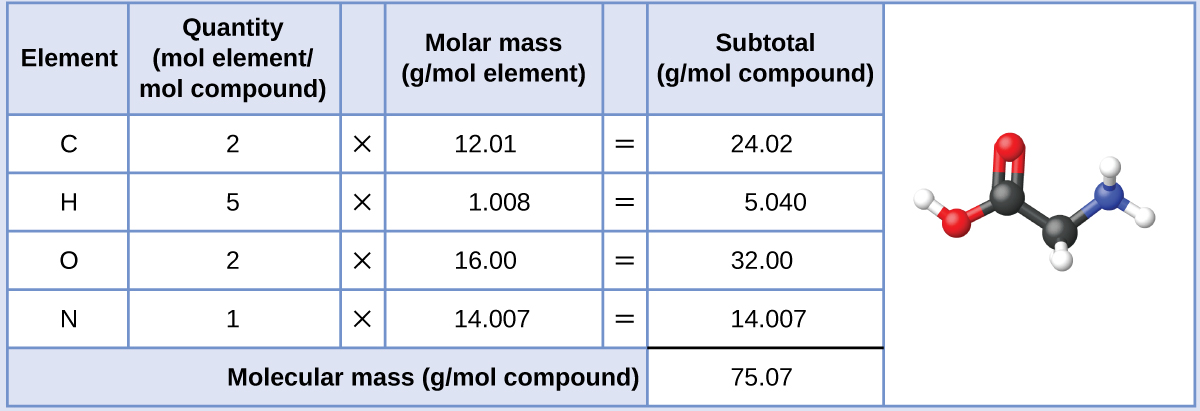 Element
Quantity
(mol element/
mol compound)
Molar mass
(g/mol element)
Subtotal
(g/mol compound)
C 2 × 12.01 = 24.02
H 5 × 1.008 = 5.040
O 2 × 16.00 = 32.00
N 1 × 14.007 = 14.007
Molecular mass (g/mol compound) 75.07